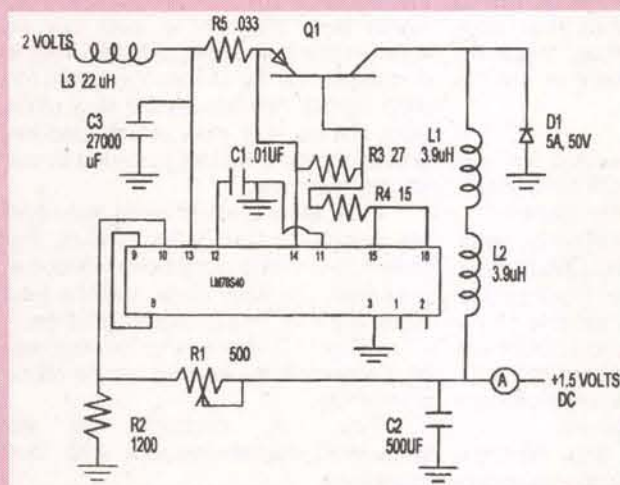 R5 .033
Q1
2 VOLTS
L3 22 uH
C3
27000
uF
C1 .01UF
R3 27
R4 15
L1
3.9uH
D1
5A, 50V
L2
3.9uH
9 10 13 12 14 11 15 16
LM78S40
8 3 1 2
R1 500
A
+1.5 VOLTS
DC
R2
1200
C2
500UF